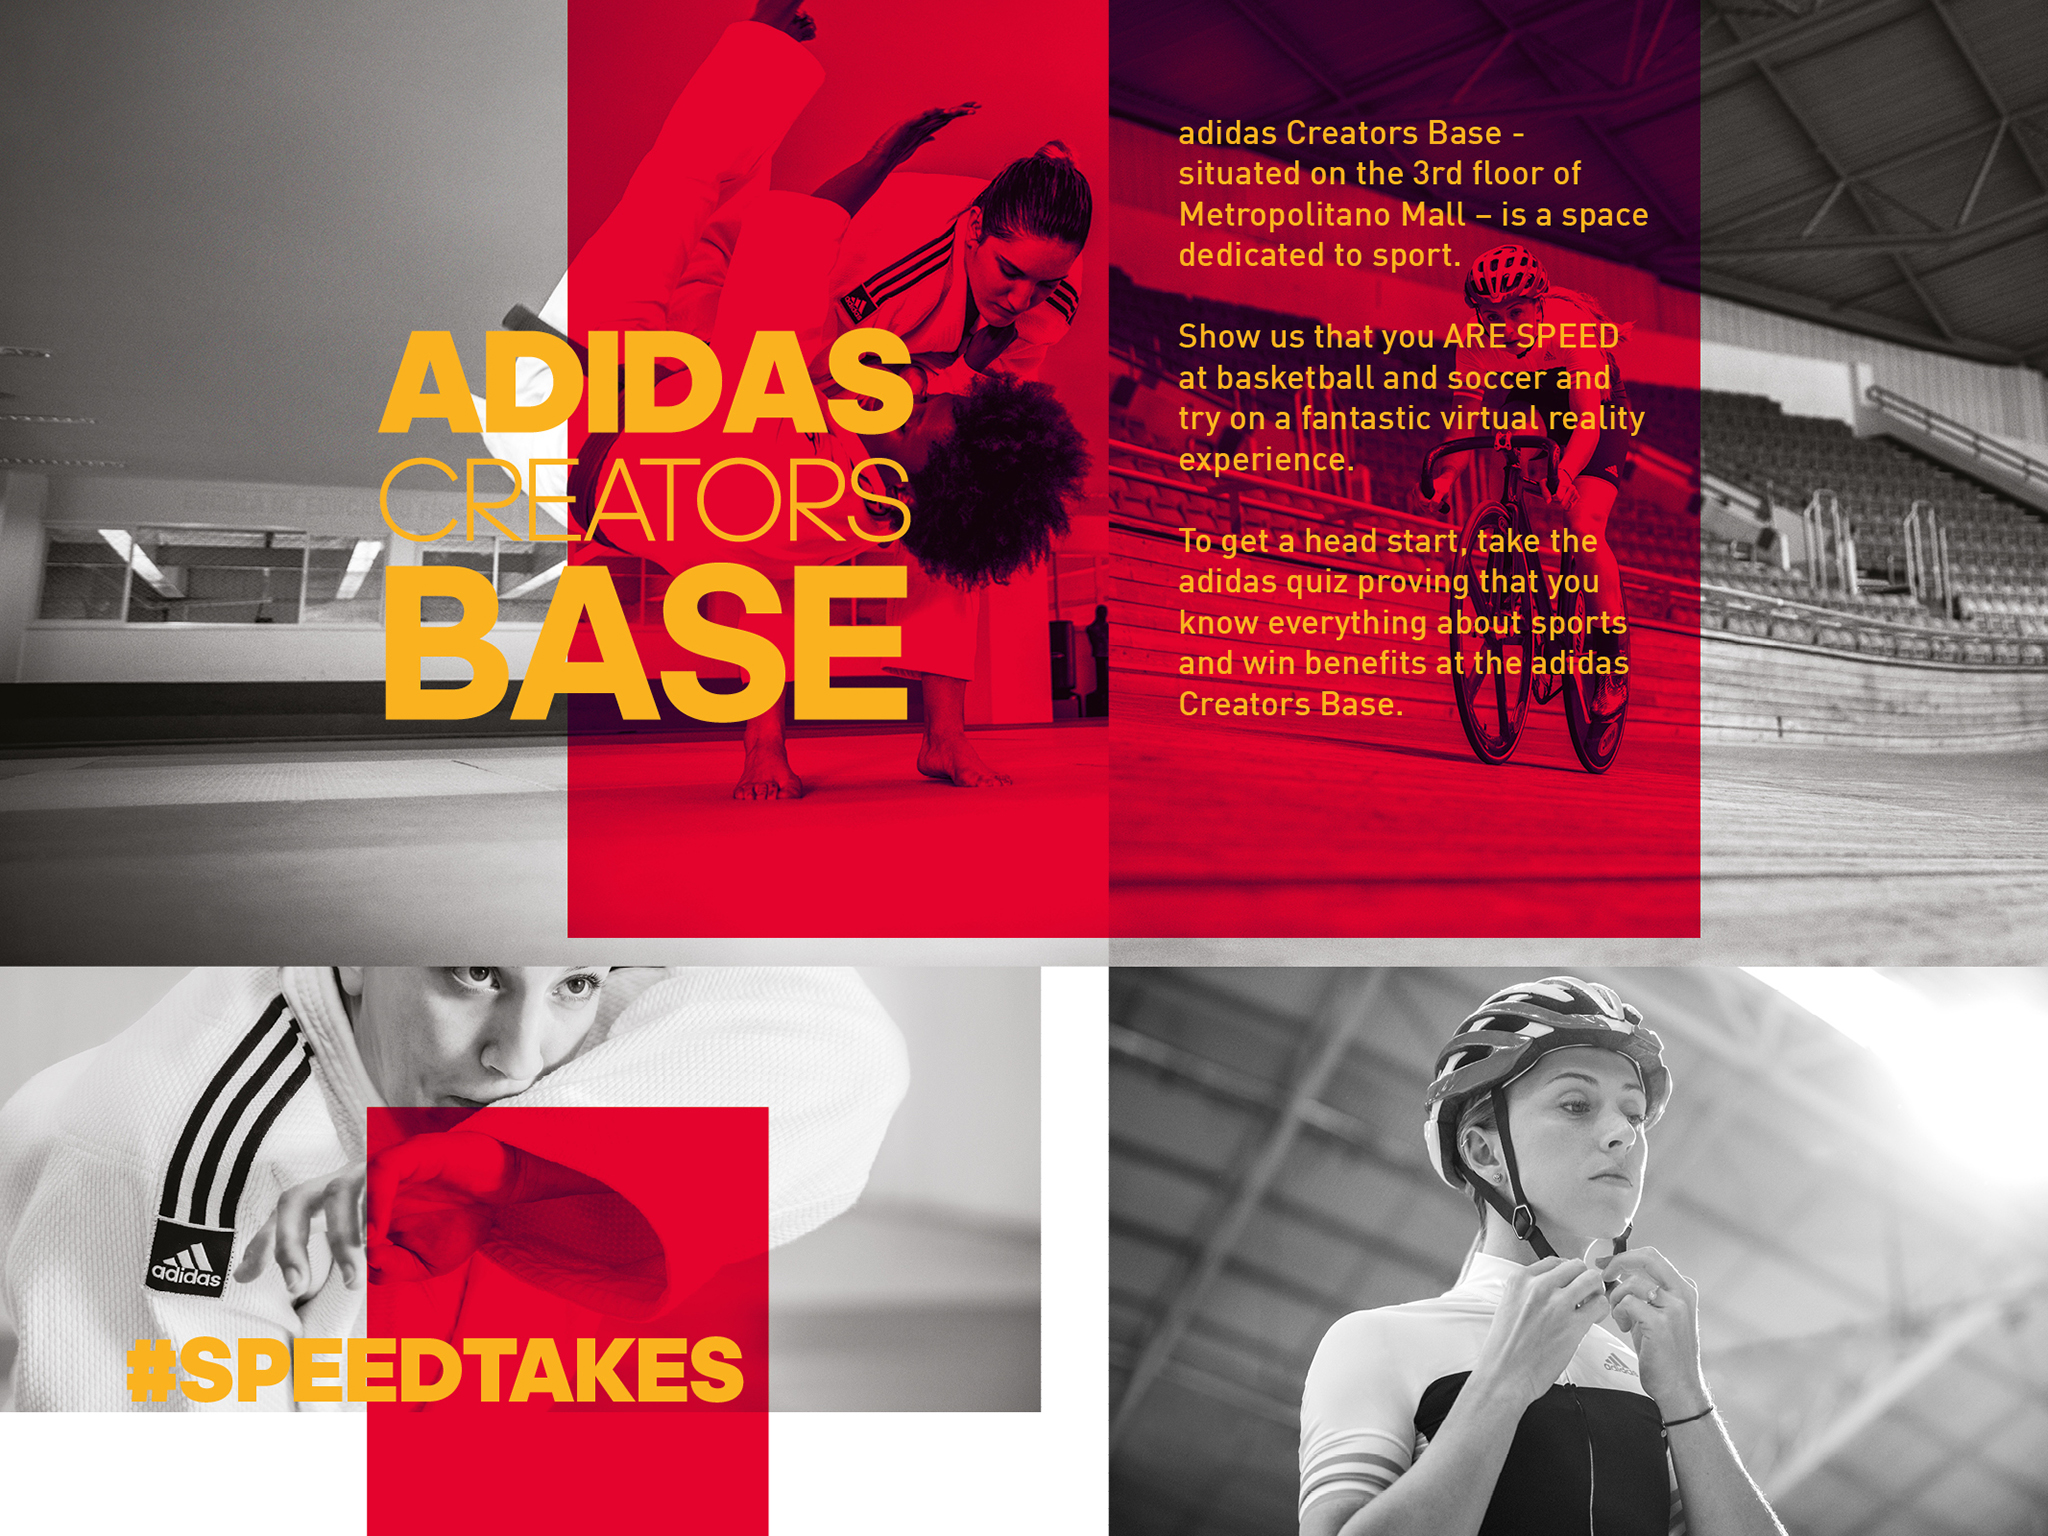 ADIDAS
CREATORS
BASE
adidas Creators Base -
situated on the 3rd floor of
Metropolitano Mall – is a space
dedicated to sport.
Show us that you ARE SPEED
at basketball and soccer and
try on a fantastic virtual reality
experience.
To get a head start, take the
adidas quiz proving that you
know everything about sports
and win benefits at the adidas
Creators Base.
adidas
#SPEEDTAKES
adidas